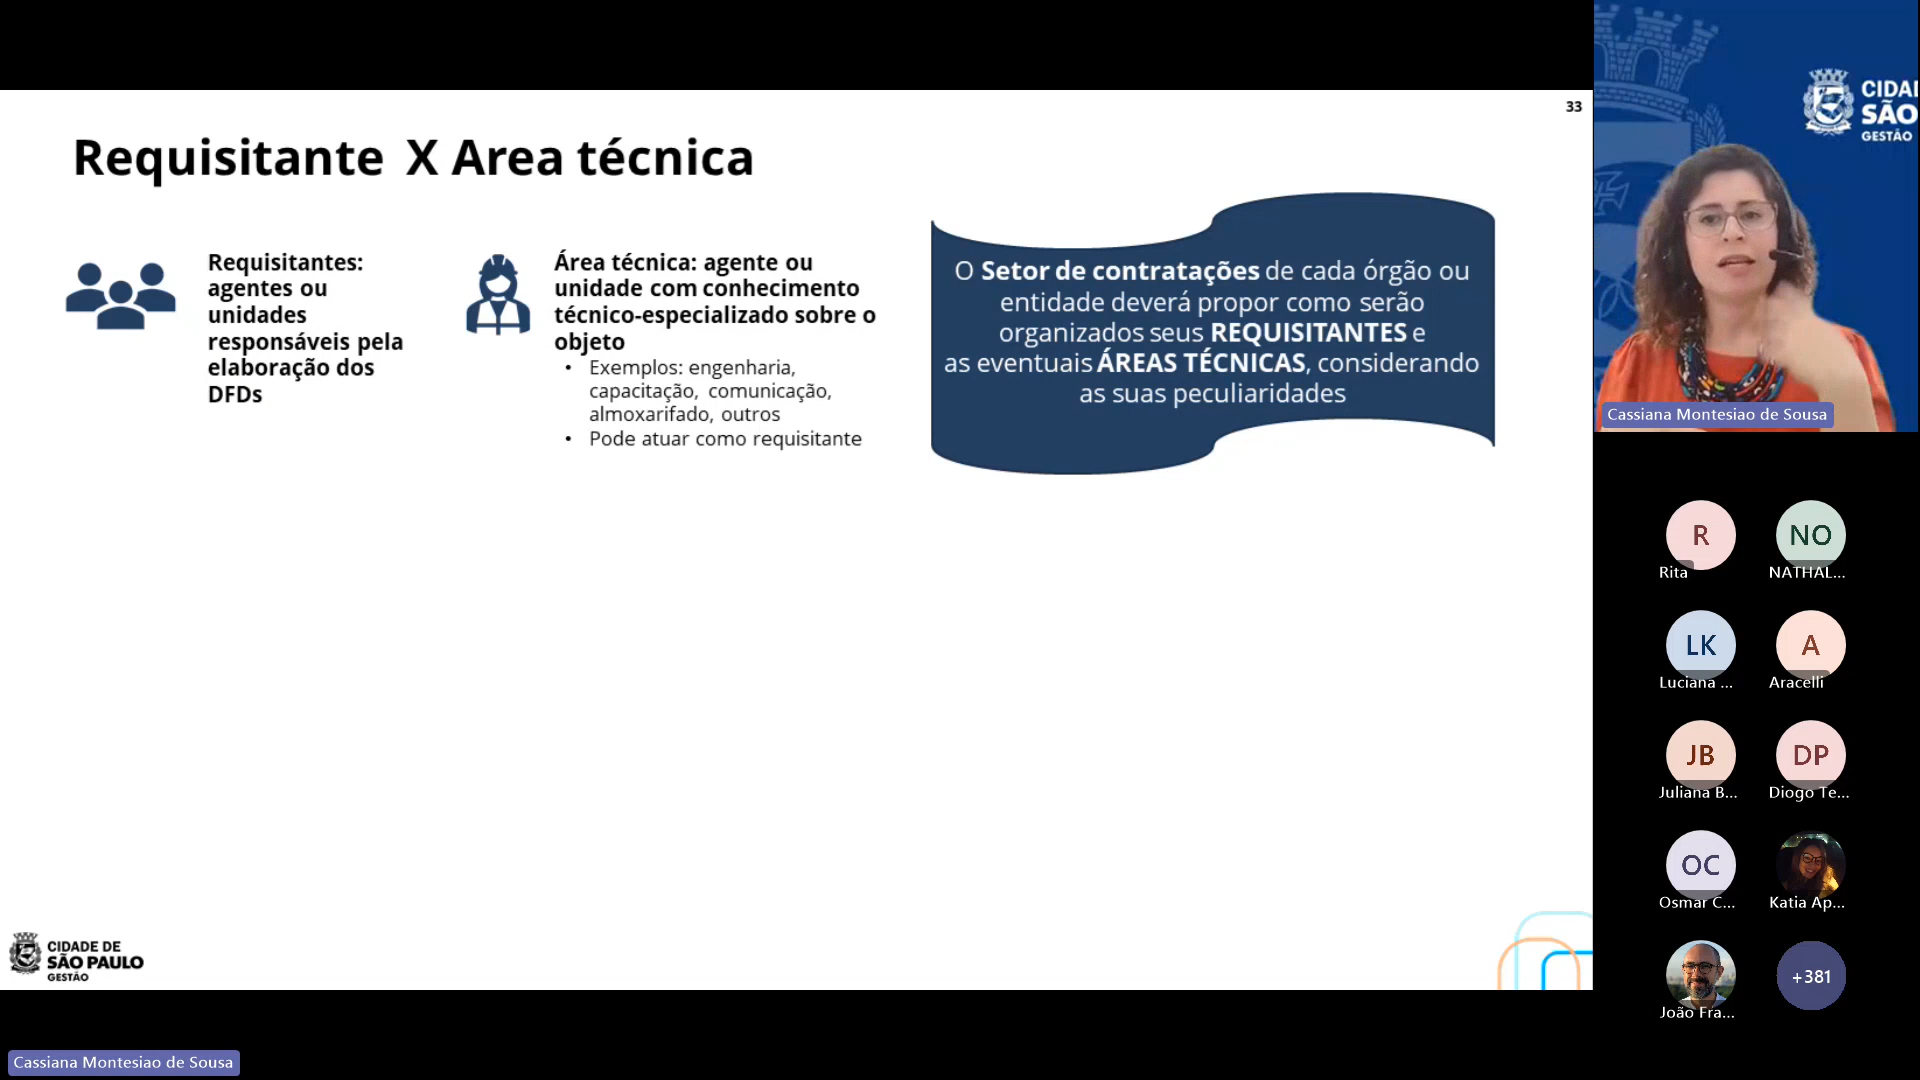 33
Requisitante X Area técnica
Requisitantes:
agentes ou
unidades
responsáveis pela
elaboração dos
DFDs
Área técnica: agente ou
unidade com conhecimento
técnico-especializado sobre o
objeto
• Exemplos: engenharia,
capacitação, comunicação,
almoxarifado, outros
• Pode atuar como requisitante
O Setor de contratações de cada órgão ou
entidade deverá propor como serão
organizados seus REQUISITANTES e
as eventuais ÁREAS TÉCNICAS, considerando
as suas peculiaridades
CIDADE DE
SÃO PAULO
GESTÃO
CIDAI
SÃO
GESTÃO
Cassiana Montesiao de Sousa
R
Rita
NO
NATHAL...
LK
Luciana ...
A
Aracelli
JB
Juliana B...
DP
Diogo Te...
OC
Osmar C...
Katia Ap...
João Fra...
+381
Cassiana Montesiao de Sousa